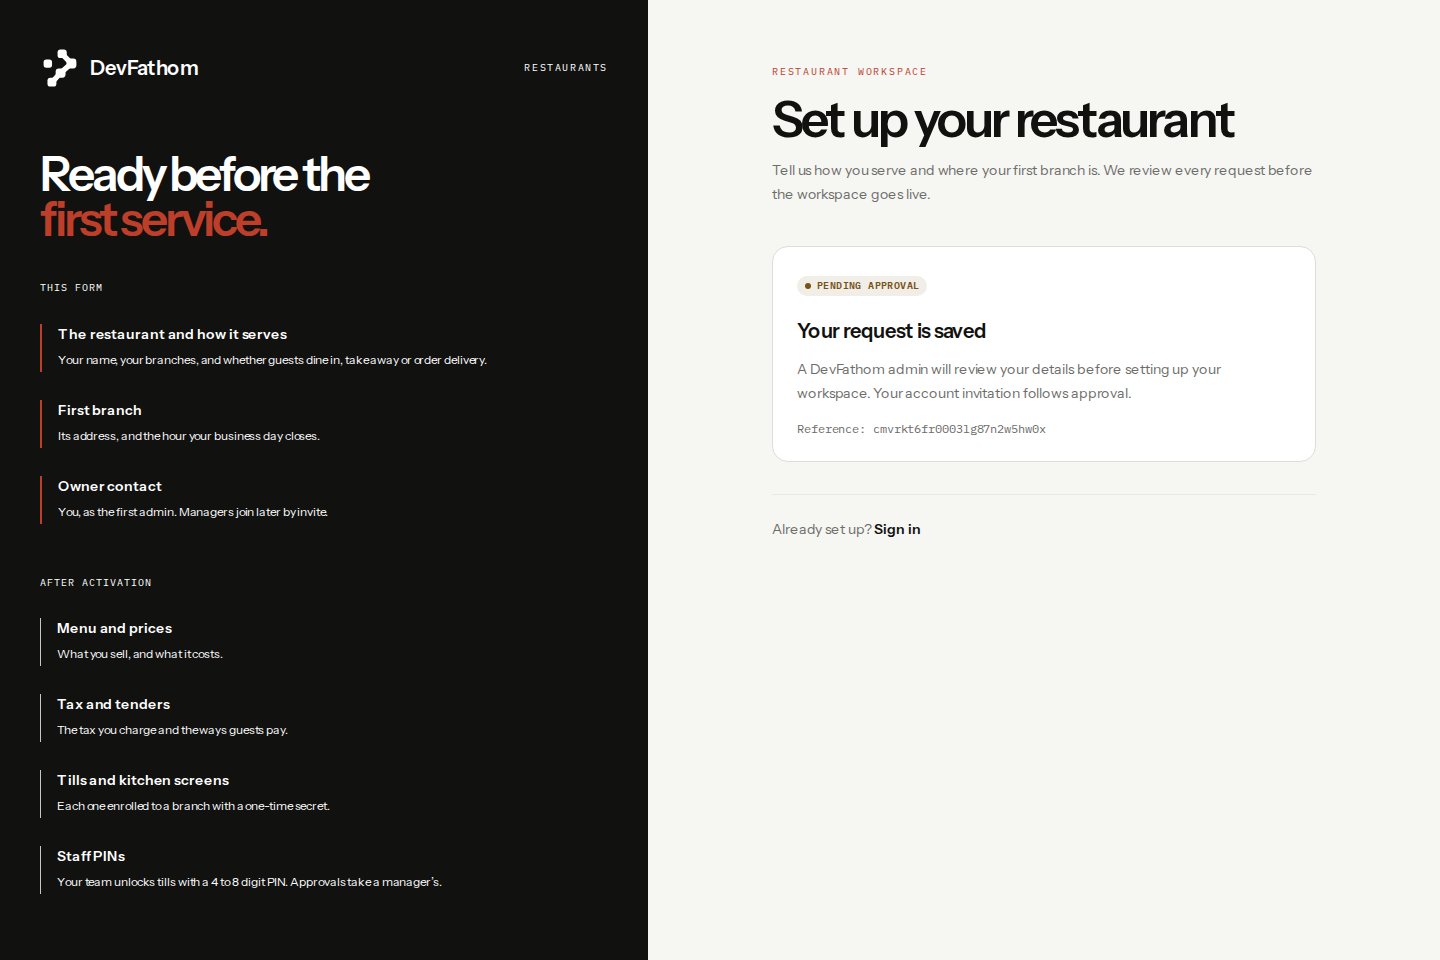 DevFathom
RESTAURANTS
Ready before the
first service.
THIS FORM
The restaurant and how it serves
Your name, your branches, and whether guests dine in, take away or order delivery.
First branch
Its address, and the hour your business day closes.
Owner contact
You, as the first admin. Managers join later by invite.
AFTER ACTIVATION
Menu and prices
What you sell, and what it costs.
Tax and tenders
The tax you charge and the ways guests pay.
Tills and kitchen screens
Each one enrolled to a branch with a one-time secret.
Staff PINs
Your team unlocks tills with a 4 to 8 digit PIN. Approvals take a manager’s.
RESTAURANT WORKSPACE
Set up your restaurant
Tell us how you serve and where your first branch is. We review every request before
the workspace goes live.
PENDING APPROVAL
Your request is saved
A DevFathom admin will review your details before setting up your
workspace. Your account invitation follows approval.
Reference: cmvrkt6fr0003lg87n2w5hw0x
Already set up? Sign in